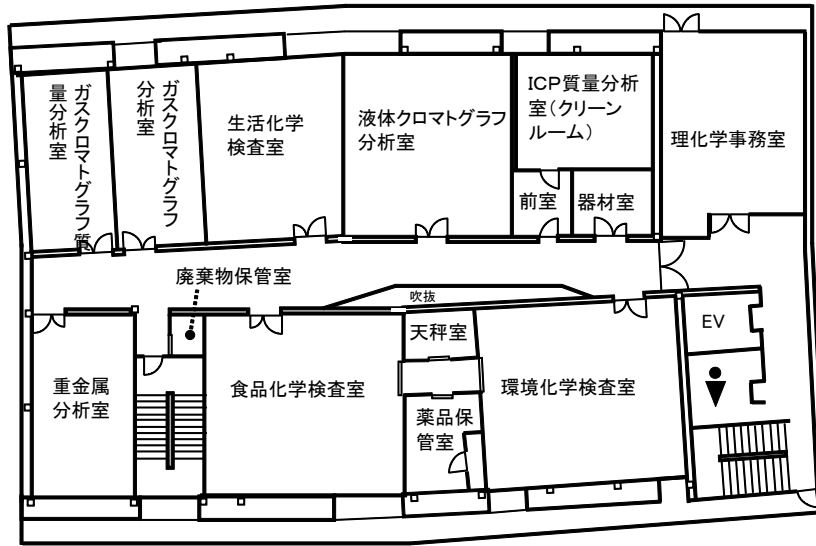 ガスクロマトグラフ質
量分析室
ガスクロマトグラフ
分析室
生活化学
検査室
液体クロマトグラフ
分析室
ICP質量分析
室(クリーン
ルーム)
理化学事務室
前室
器材室
廃棄物保管室
吹抜
天秤室
EV
重金属
分析室
食品化学検査室
環境化学検査室
薬品保
管室